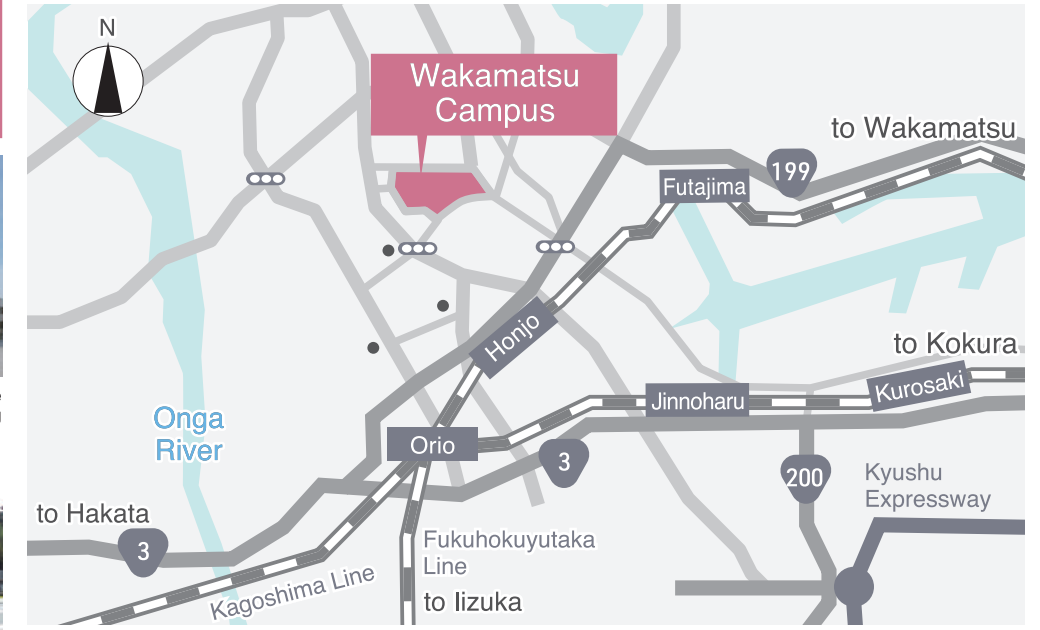 N
Wakamatsu
Campus
to Wakamatsu
199
Futajima
Honjo
to Kokura
Kurosaki
Jinnoharu
Onga
River
Orio
3
200
Kyushu
Expressway
to Hakata
3
Fukuhokuyutaka
Line
Kagoshima Line
to Iizuka